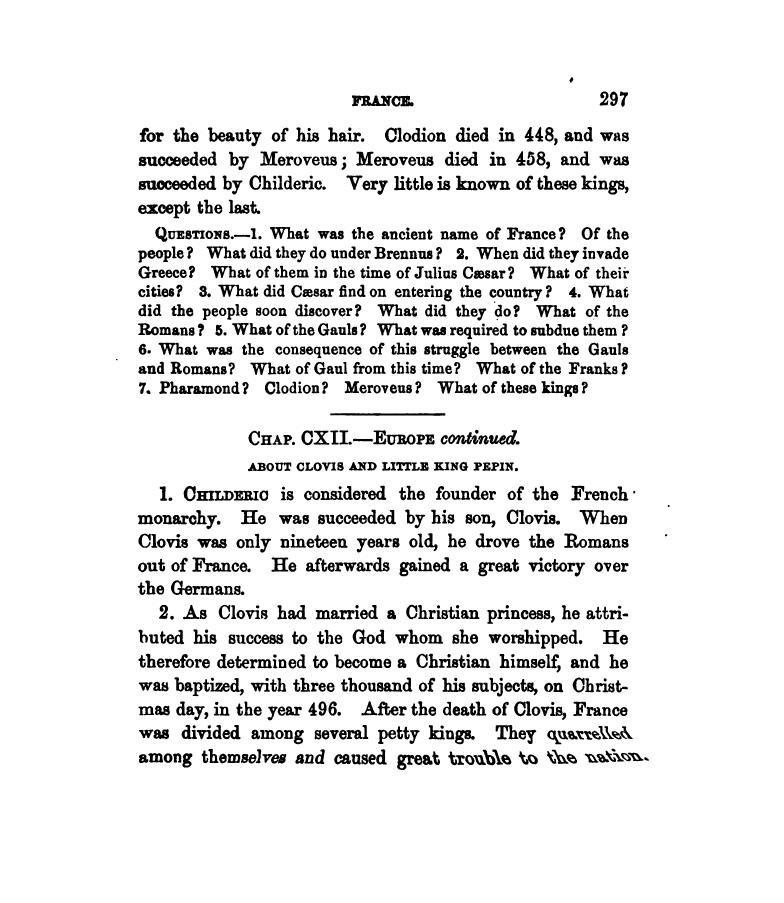 FRANCE. 297
for the beauty of his hair. Clodion died in 448, and was
succeeded by Meroveus; Meroveus died in 458, and was
succeeded by Childeric. Very little is known of these kings,
except the last.
QUESTIONS.—1. What was the ancient name of France? Of the
people? What did they do under Brennus? 2. When did they invade
Greece? What of them in the time of Julius Cæsar? What of their
cities? 3. What did Cæsar find on entering the country? 4. What
did the people soon discover? What did they do? What of the
Romans? 5. What of the Gauls? What was required to subdue them?
6. What was the consequence of this struggle between the Gauls
and Romans? What of Gaul from this time? What of the Franks?
7. Pharamond? Clodion? Meroveus? What of these kings?
CHAP. CXII.—EUROPE continued.
ABOUT CLOVIS AND LITTLE KING PEPIN.
1. CHILDERIC is considered the founder of the French
monarchy. He was succeeded by his son, Clovis. When
Clovis was only nineteen years old, he drove the Romans
out of France. He afterwards gained a great victory over
the Germans.
2. As Clovis had married a Christian princess, he attri-
buted his success to the God whom she worshipped. He
therefore determined to become a Christian himself, and he
was baptized, with three thousand of his subjects, on Christ-
mas day, in the year 496. After the death of Clovis, France
was divided among several petty kings. They quarrelled
among themselves and caused great trouble to the nation.